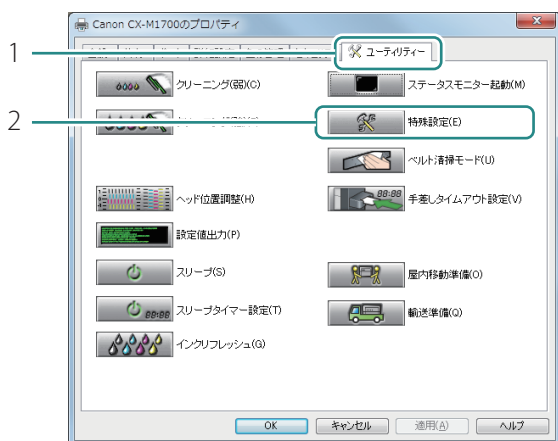 Canon CX-M1700のプロパティ
1
ユーティリティー
クリーニング(弱)(C)
ステータスモニター起動(M)
2
特殊設定(E)
ベルト清掃モード(U)
ヘッド位置調整(H)
88:88
手差しタイムアウト設定(V)
設定値出力(P)
スリープ(S)
屋内移動準備(O)
88:88
スリープタイマー設定(T)
輸送準備(Q)
インクリフレッシュ(G)
OK
キャンセル
適用(A)
ヘルプ